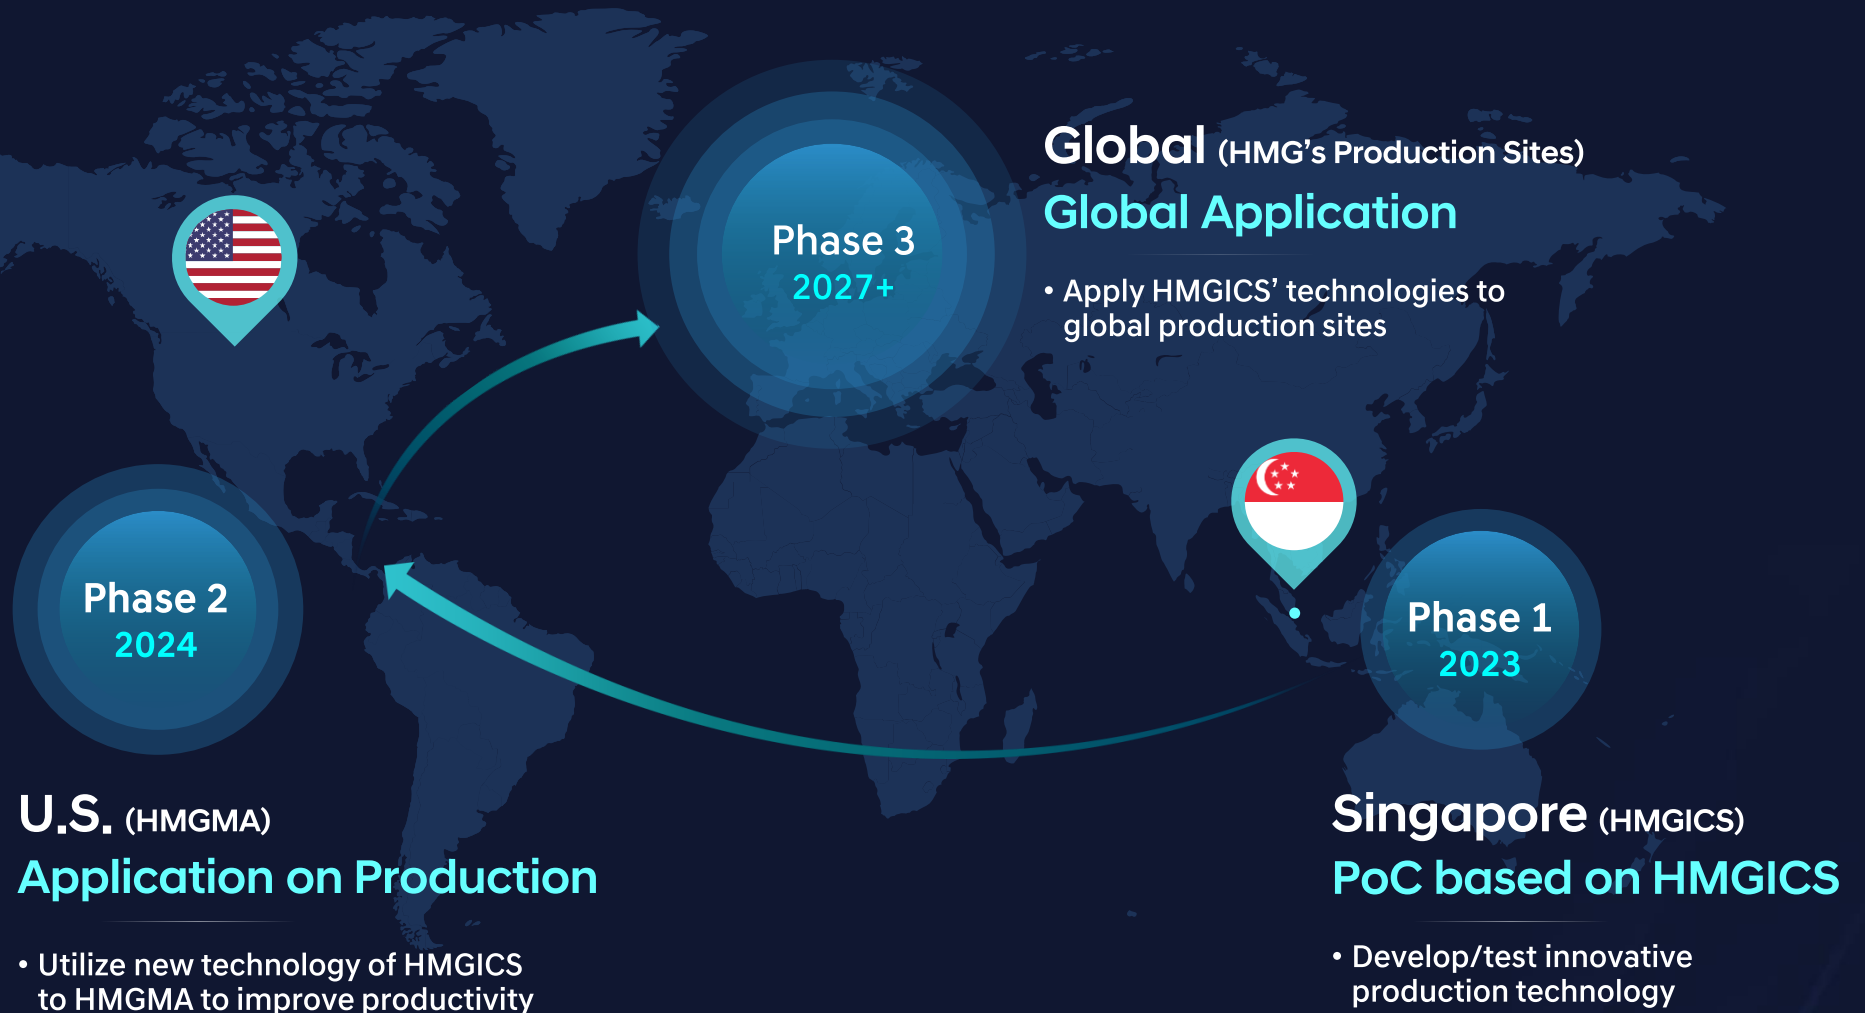 Global (HMG's Production Sites)
Global Application
• Apply HMGICS' technologies to
global production sites
Phase 3
2027+
Phase 2
2024
Phase 1
2023
U.S. (HMGMA)
Application on Production
• Utilize new technology of HMGICS
to HMGMA to improve productivity
Singapore (HMGICS)
PoC based on HMGICS
• Develop/test innovative
production technology